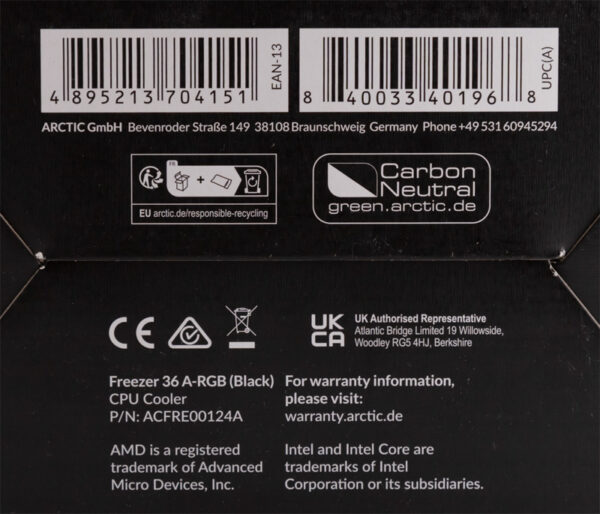 4 895213 704151
EAN-13
8 40033 40196 8
UPC(A)
ARCTIC GmbH Bevenroder Straße 149 38108 Braunschweig Germany Phone +49 531 60945294
FR
EU arctic.de/responsible-recycling
Carbon
Neutral
green.arctic.de
CE
UK
CA
UK Authorised Representative
Atlantic Bridge Limited 19 Willowside,
Woodley RG5 4HJ, Berkshire
Freezer 36 A-RGB (Black)
CPU Cooler
P/N: ACFRE00124A
For warranty information,
please visit:
warranty.arctic.de
AMD is a registered
trademark of Advanced
Micro Devices, Inc.
Intel and Intel Core are
trademarks of Intel
Corporation or its subsidiaries.